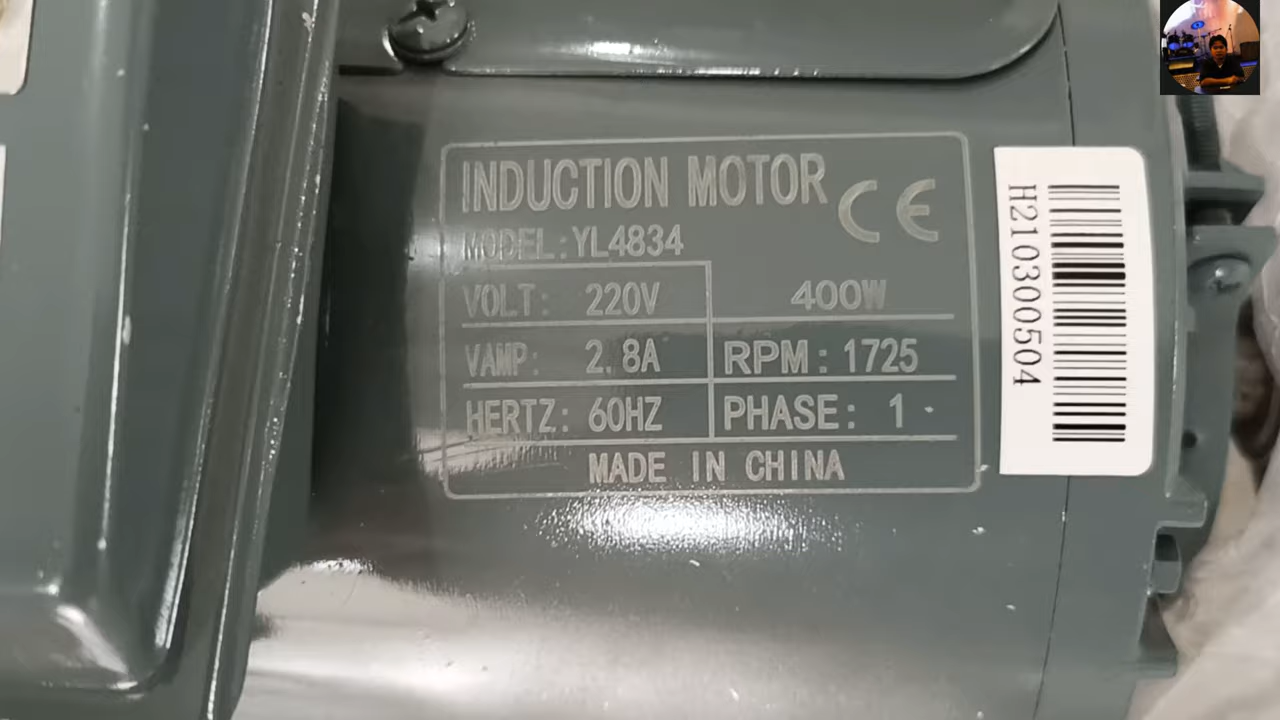 INDUCTION MOTOR
CE
MODEL:YL4834
VOLT: 220V 400W
VAMP: 2.8A RPM: 1725
HERTZ: 60HZ PHASE: 1
MADE IN CHINA
H210300504